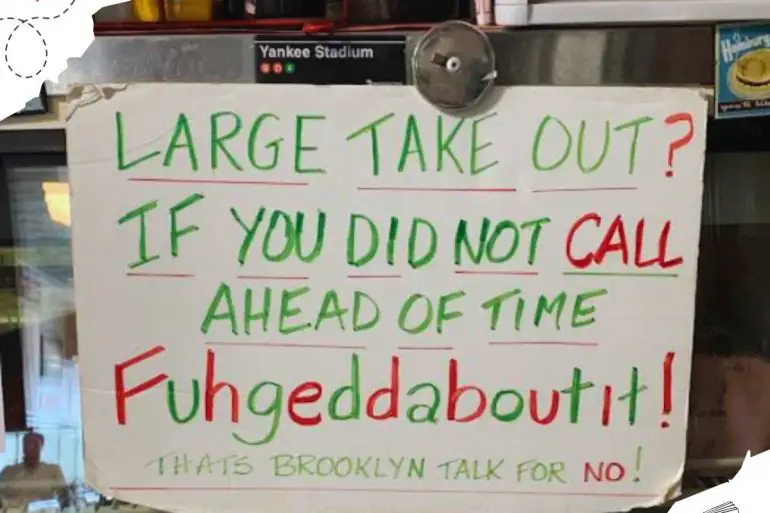 Yankee Stadium
B D 4
LARGE TAKE OUT?
IF YOU DID NOT CALL
AHEAD OF TIME
Fuhgeddaboutit!
THATS BROOKLYN TALK FOR NO!